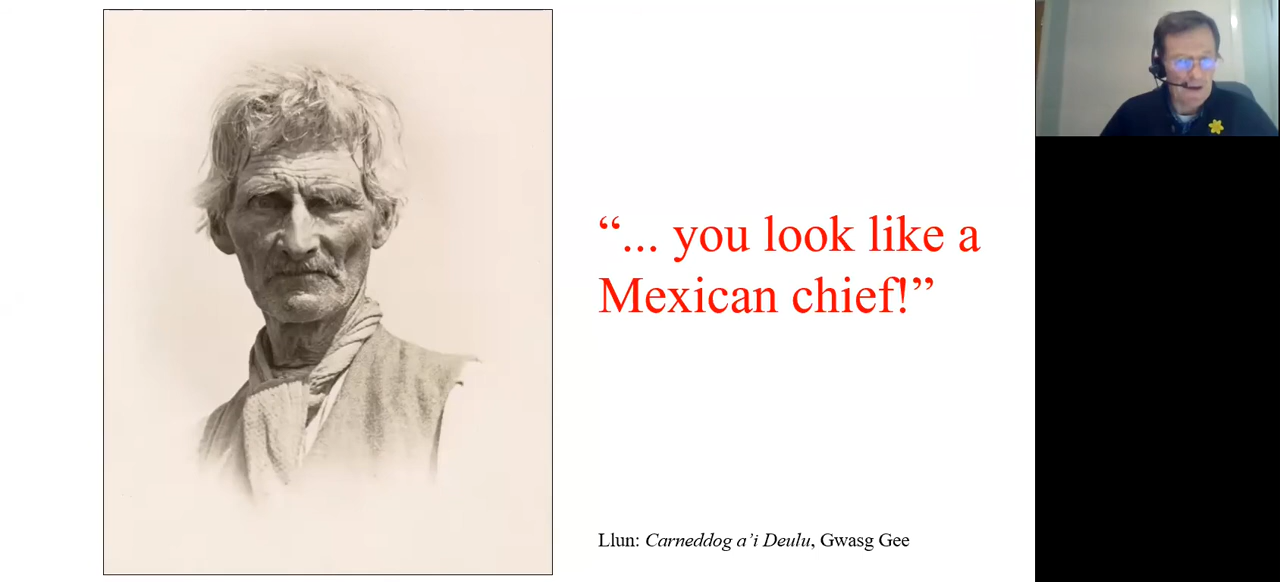 “... you look like a
Mexican chief!”
Llun: Carneddog a’i Deulu, Gwasg Gee